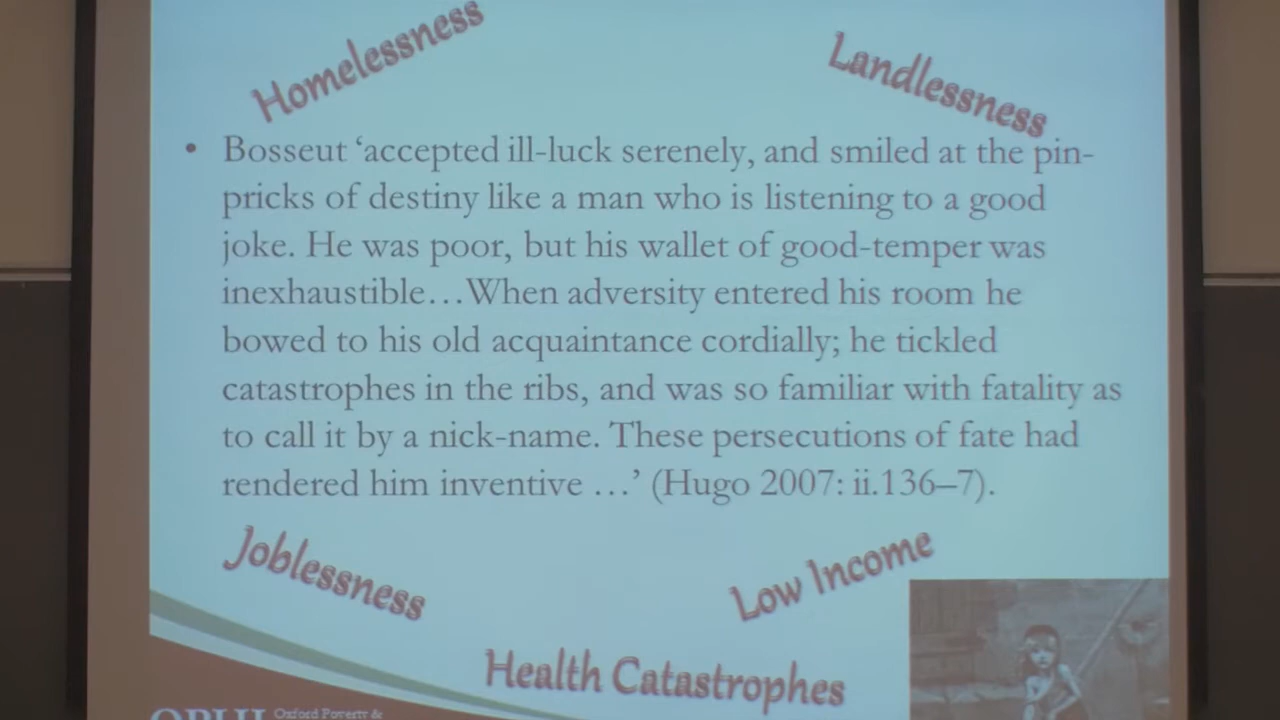 Homelessness
Landlessness
• Bosseut ‘accepted ill-luck serenely, and smiled at the pin-
pricks of destiny like a man who is listening to a good
joke. He was poor, but his wallet of good-temper was
inexhaustible…When adversity entered his room he
bowed to his old acquaintance cordially; he tickled
catastrophes in the ribs, and was so familiar with fatality as
to call it by a nick-name. These persecutions of fate had
rendered him inventive …’ (Hugo 2007: ii.136–7).
Joblessness
Low Income
Health Catastrophes
OPHI Oxford Poverty &